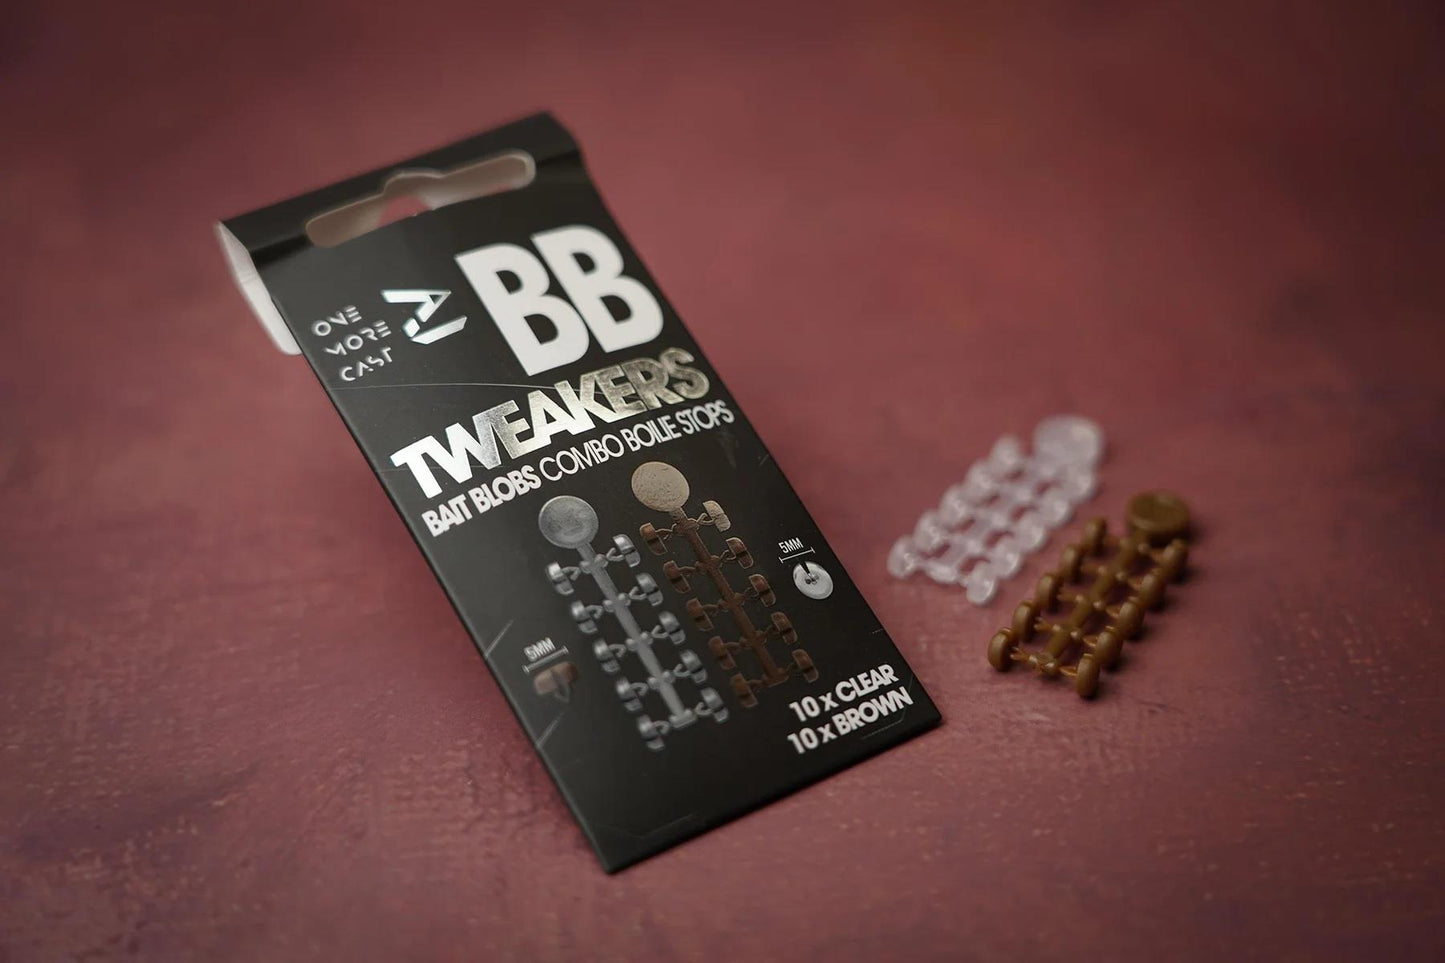 ONE
MORE
CAST
BB
TWEAKERS
BAIT BLOBS COMBO BOILIE STOPS
5MM
5MM
10 x CLEAR
10 x BROWN